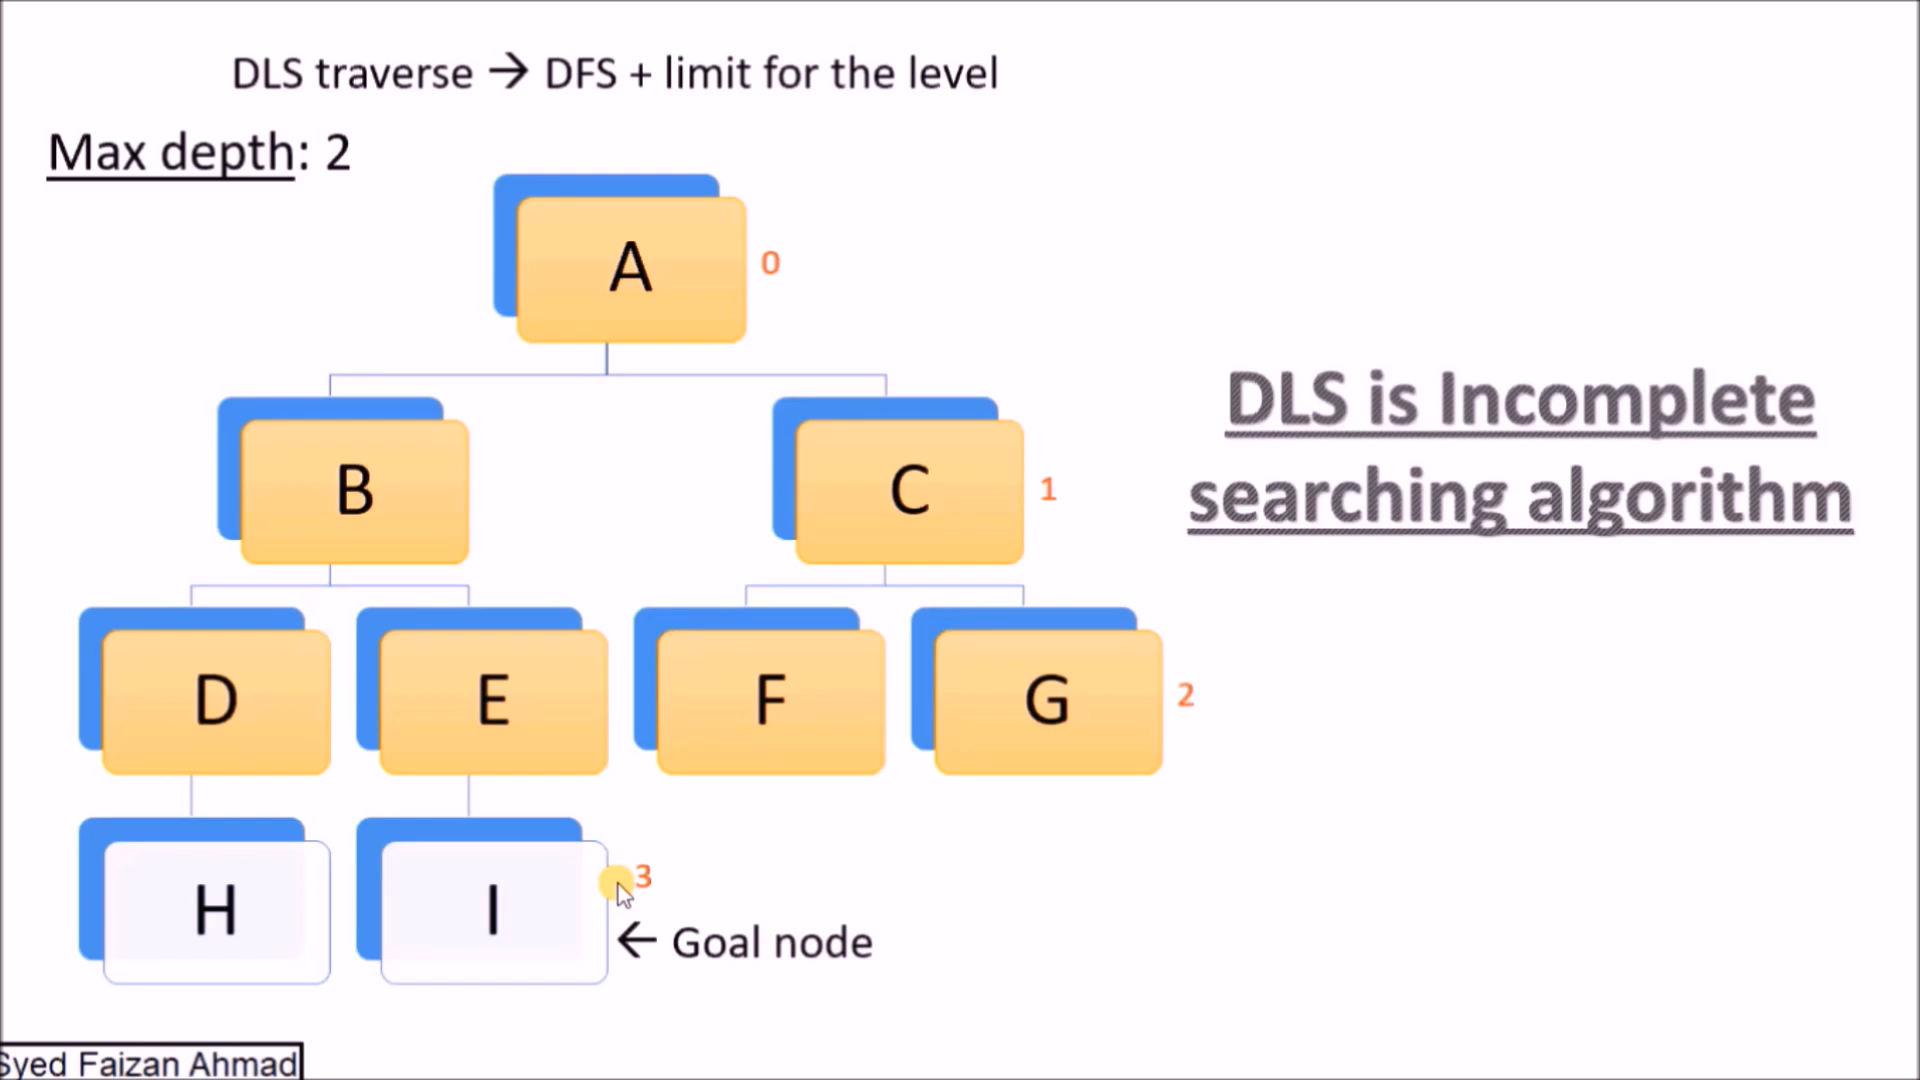 DLS traverse → DFS + limit for the level
Max depth: 2
A
0
B
C
1
DLS is Incomplete
searching algorithm
D
E
F
G
2
H
I
3
← Goal node
Syed Faizan Ahmad